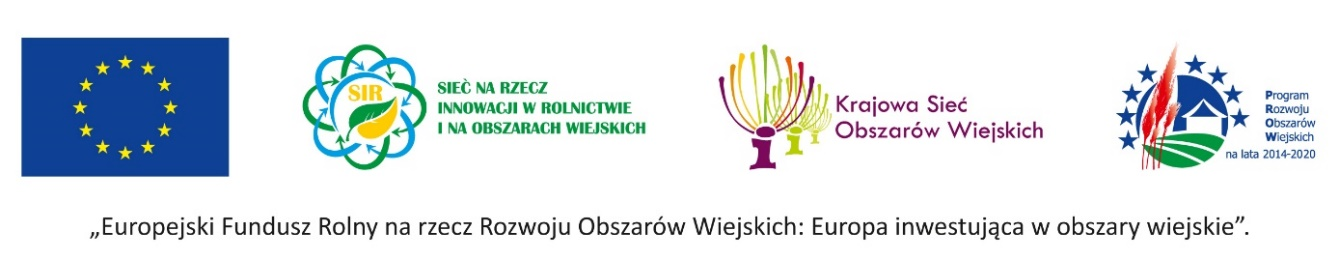 SIR
SIEĆ NA RZECZ
INNOWACJI W ROLNICTWIE
I NA OBSZARACH WIEJSKICH
Krajowa Sieć
Obszarów Wiejskich
Program
Rozwoju
Obszarów
Wiejskich
na lata 2014-2020
„Europejski Fundusz Rolny na rzecz Rozwoju Obszarów Wiejskich: Europa inwestująca w obszary wiejskie”.